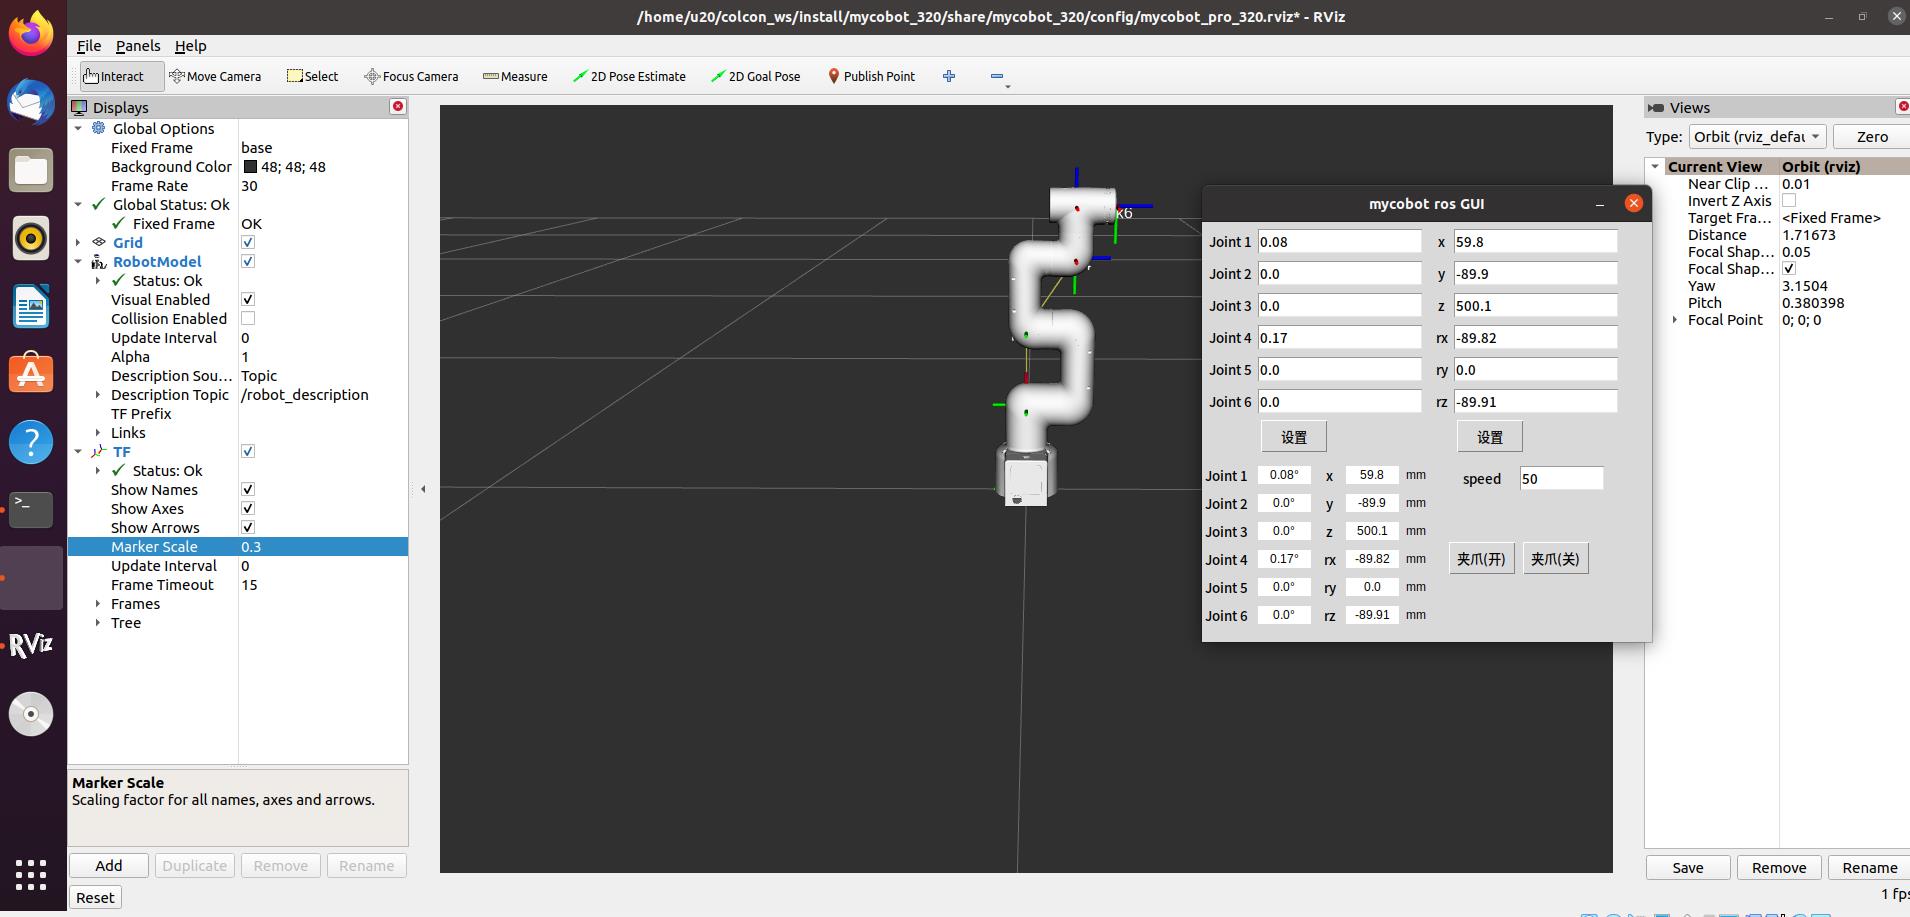 /home/u20/colcon_ws/install/mycobot_320/share/mycobot_320/config/mycobot_pro_320.rviz* - RViz
File Panels Help
Interact Move Camera Select Focus Camera Measure 2D Pose Estimate 2D Goal Pose Publish Point
Displays
Global Options
Fixed Frame base
Background Color 48; 48; 48
Frame Rate 30
Global Status: Ok
Fixed Frame OK
Grid
RobotModel
Status: Ok
Visual Enabled
Collision Enabled
Update Interval 0
Alpha 1
Description Sou... Topic
Description Topic /robot_description
TF Prefix
Links
TF
Status: Ok
Show Names
Show Axes
Show Arrows
Marker Scale 0.3
Update Interval 0
Frame Timeout 15
Frames
Tree
Marker Scale
Scaling factor for all names, axes and arrows.
Add Duplicate Remove Rename
Reset
RViz
k6
mycobot ros GUI
Joint 1 0.08 x 59.8
Joint 2 0.0 y -89.9
Joint 3 0.0 z 500.1
Joint 4 0.17 rx -89.82
Joint 5 0.0 ry 0.0
Joint 6 0.0 rz -89.91
设置 设置
Joint 1 0.08° x 59.8 mm speed 50
Joint 2 0.0° y -89.9 mm
Joint 3 0.0° z 500.1 mm
Joint 4 0.17° rx -89.82 mm 夹爪(开) 夹爪(关)
Joint 5 0.0° ry 0.0 mm
Joint 6 0.0° rz -89.91 mm
Views
Type: Orbit (rviz_defau Zero
Current View Orbit (rviz)
Near Clip ... 0.01
Invert Z Axis
Target Fra... <Fixed Frame>
Distance 1.71673
Focal Shap... 0.05
Focal Shap...
Yaw 3.1504
Pitch 0.380398
Focal Point 0; 0; 0
Save Remove Rename
1 fps